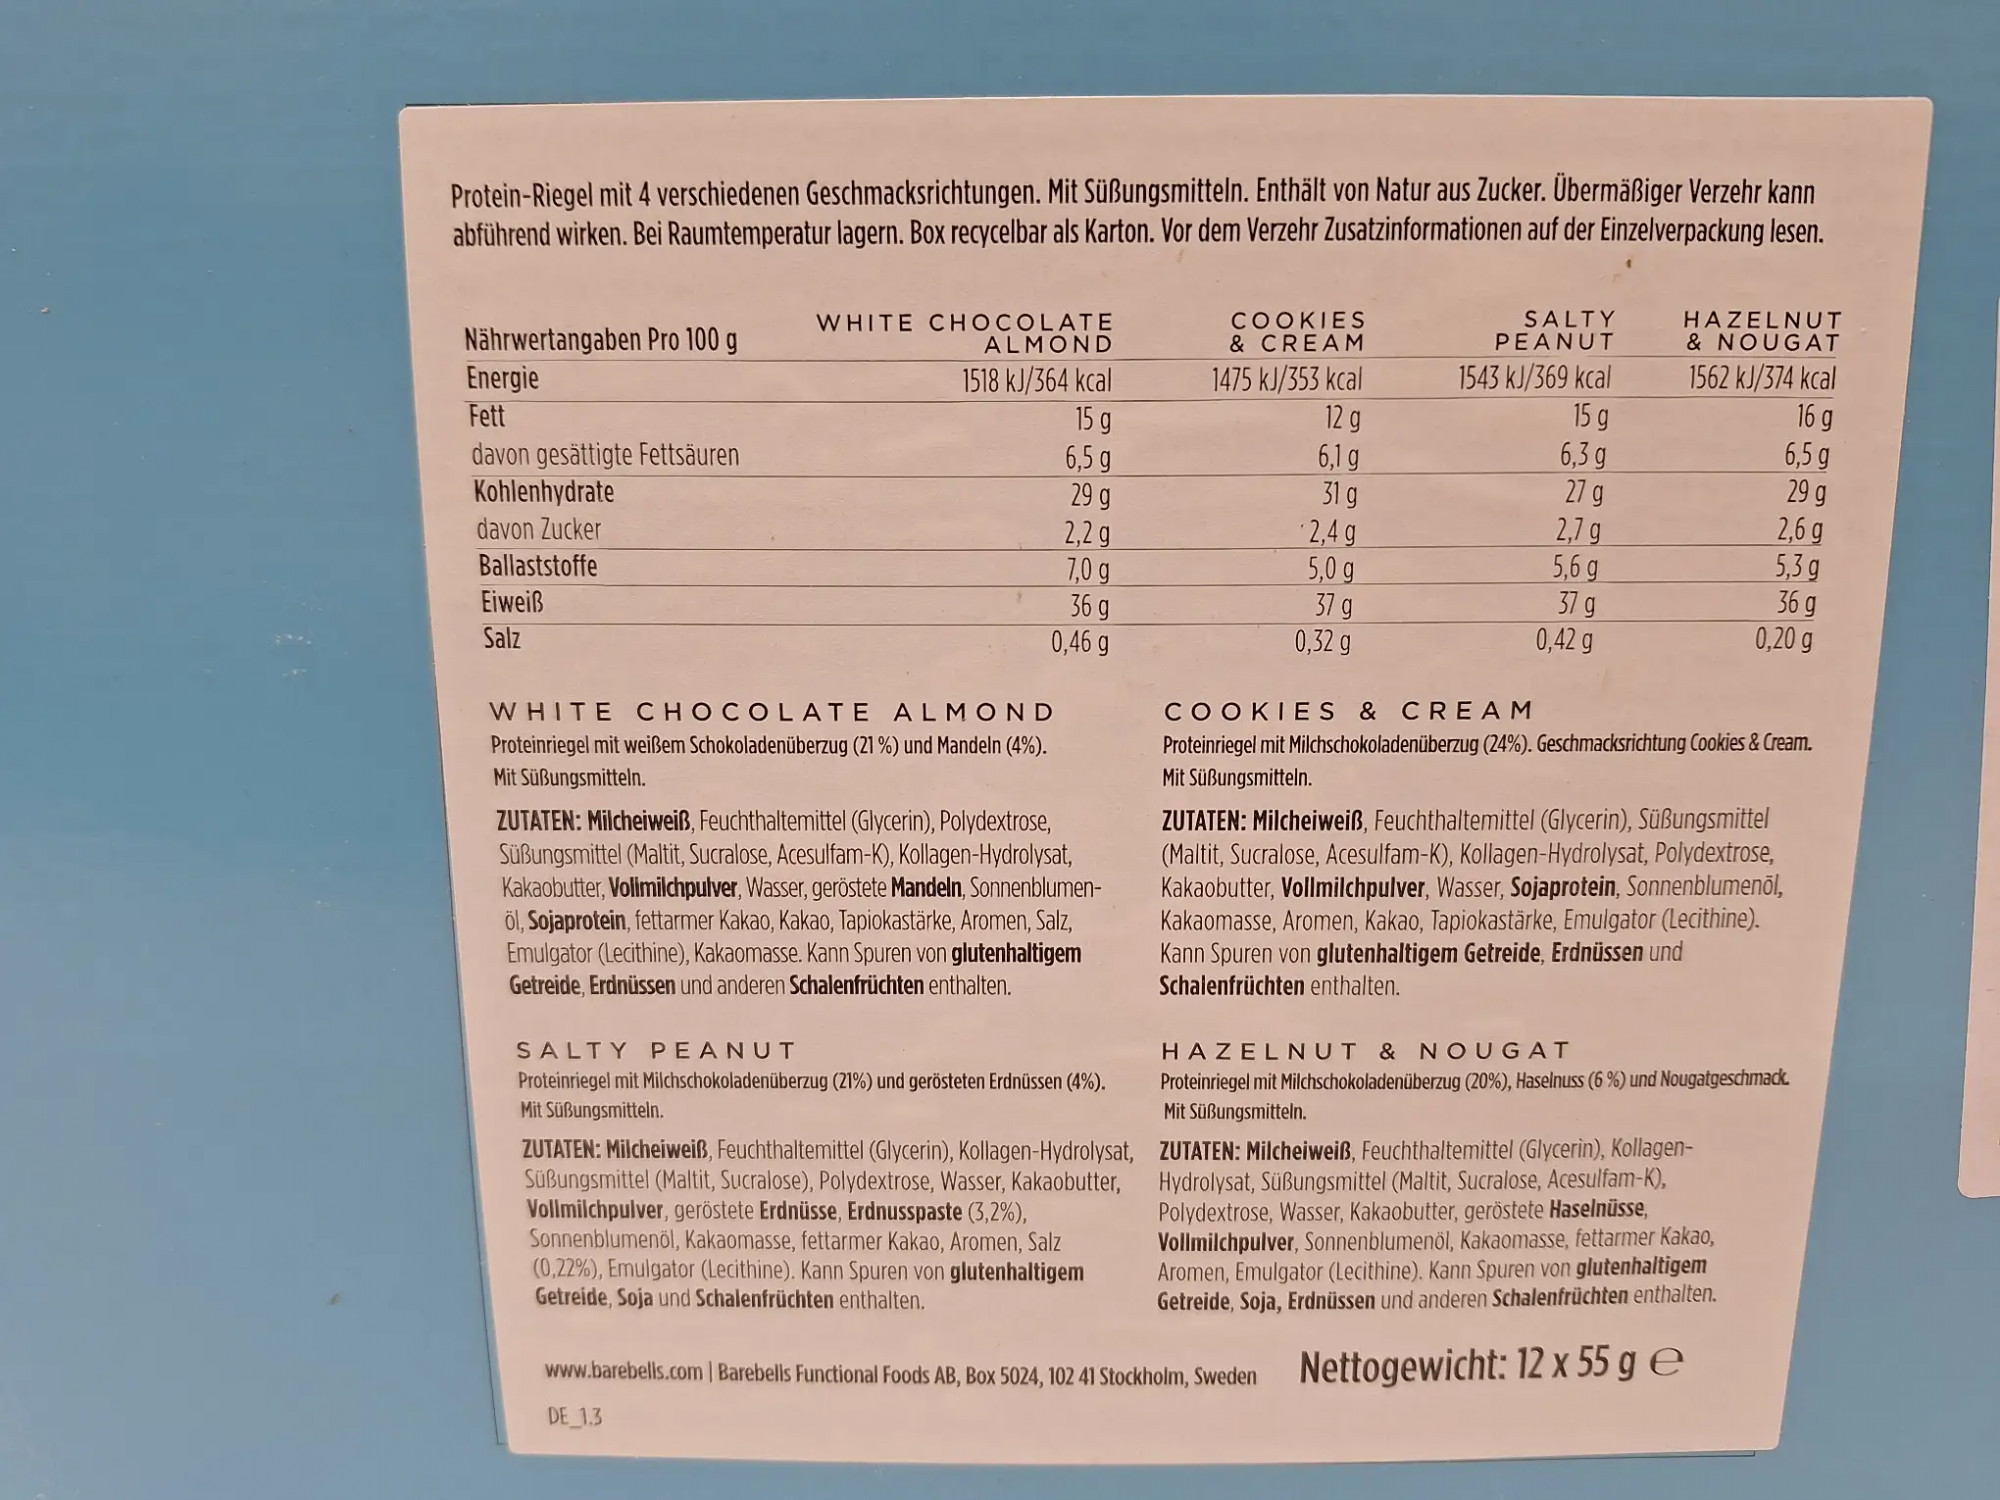 Protein-Riegel mit 4 verschiedenen Geschmacksrichtungen. Mit Süßungsmitteln. Enthält von Natur aus Zucker. Übermäßiger Verzehr kann
abführend wirken. Bei Raumtemperatur lagern. Box recycelbar als Karton. Vor dem Verzehr Zusatzinformationen auf der Einzelverpackung lesen.
Nährwertangaben Pro 100 g WHITE CHOCOLATE ALMOND COOKIES & CREAM SALTY PEANUT HAZELNUT & NOUGAT
Energie 1518 kJ/364 kcal 1475 kJ/353 kcal 1543 kJ/369 kcal 1562 kJ/374 kcal
Fett 15 g 12 g 15 g 16 g
davon gesättigte Fettsäuren 6,5 g 6,1 g 6,3 g 6,5 g
Kohlenhydrate 29 g 31 g 27 g 29 g
davon Zucker 2,2 g 2,4 g 2,7 g 2,6 g
Ballaststoffe 7,0 g 5,0 g 5,6 g 5,3 g
Eiweiß 36 g 37 g 37 g 36 g
Salz 0,46 g 0,32 g 0,42 g 0,20 g
WHITE CHOCOLATE ALMOND
Proteinriegel mit weißem Schokoladenüberzug (21 %) und Mandeln (4%).
Mit Süßungsmitteln.
ZUTATEN: Milcheiweiß, Feuchthaltemittel (Glycerin), Polydextrose,
Süßungsmittel (Maltit, Sucralose, Acesulfam-K), Kollagen-Hydrolysat,
Kakaobutter, Vollmilchpulver, Wasser, geröstete Mandeln, Sonnenblumen-
öl, Sojaprotein, fettarmer Kakao, Kakao, Tapiokastärke, Aromen, Salz,
Emulgator (Lecithine), Kakaomasse. Kann Spuren von glutenhaltigem
Getreide, Erdnüssen und anderen Schalenfrüchten enthalten.
COOKIES & CREAM
Proteinriegel mit Milchschokoladenüberzug (24%). Geschmacksrichtung Cookies & Cream.
Mit Süßungsmitteln.
ZUTATEN: Milcheiweiß, Feuchthaltemittel (Glycerin), Süßungsmittel
(Maltit, Sucralose, Acesulfam-K), Kollagen-Hydrolysat, Polydextrose,
Kakaobutter, Vollmilchpulver, Wasser, Sojaprotein, Sonnenblumenöl,
Kakaomasse, Aromen, Kakao, Tapiokastärke, Emulgator (Lecithine).
Kann Spuren von glutenhaltigem Getreide, Erdnüssen und
Schalenfrüchten enthalten.
SALTY PEANUT
Proteinriegel mit Milchschokoladenüberzug (21%) und gerösteten Erdnüssen (4%).
Mit Süßungsmitteln.
ZUTATEN: Milcheiweiß, Feuchthaltemittel (Glycerin), Kollagen-Hydrolysat,
Süßungsmittel (Maltit, Sucralose), Polydextrose, Wasser, Kakaobutter,
Vollmilchpulver, geröstete Erdnüsse, Erdnusspaste (3,2%),
Sonnenblumenöl, Kakaomasse, fettarmer Kakao, Aromen, Salz
(0,22%), Emulgator (Lecithine). Kann Spuren von glutenhaltigem
Getreide, Soja und Schalenfrüchten enthalten.
HAZELNUT & NOUGAT
Proteinriegel mit Milchschokoladenüberzug (20%), Haselnuss (6 %) und Nougatgeschmack.
Mit Süßungsmitteln.
ZUTATEN: Milcheiweiß, Feuchthaltemittel (Glycerin), Kollagen-
Hydrolysat, Süßungsmittel (Maltit, Sucralose, Acesulfam-K),
Polydextrose, Wasser, Kakaobutter, geröstete Haselnüsse,
Vollmilchpulver, Sonnenblumenöl, Kakaomasse, fettarmer Kakao,
Aromen, Emulgator (Lecithine). Kann Spuren von glutenhaltigem
Getreide, Soja, Erdnüssen und anderen Schalenfrüchten enthalten.
www.barebells.com | Barebells Functional Foods AB, Box 5024, 102 41 Stockholm, Sweden
Nettogewicht: 12 x 55 g ℮
DE_1.3